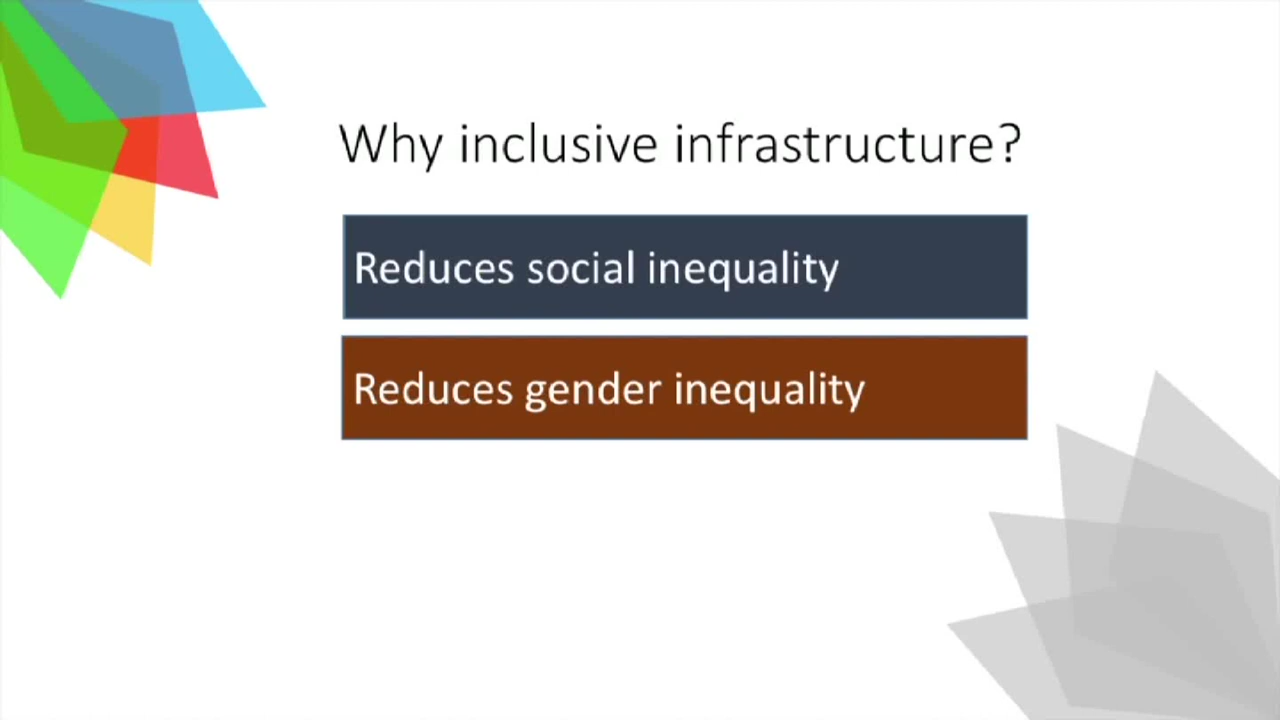 Why inclusive infrastructure?
Reduces social inequality
Reduces gender inequality